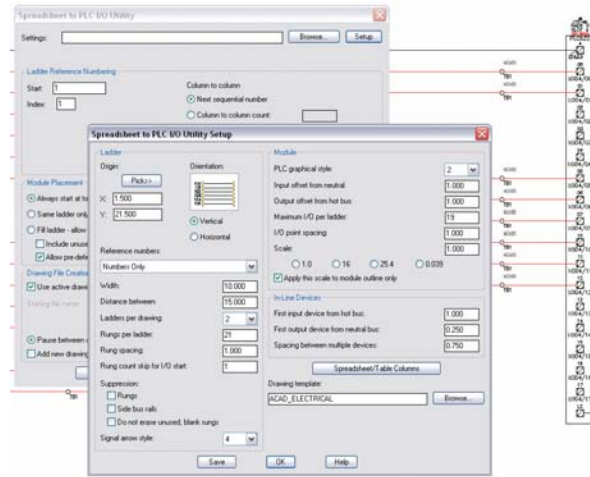 Spreadsheet to PLC I/O Utility
Settings:
Browse...
Setup
Ladder Reference Numbering
Start: 1
Index: 1
Column to column
Next sequential number
Column to column count:
Module Placement
Always start at to
Same ladder only
Fill ladder - allow
Include unuse
Allow pre-def
Drawing File Creatio
Use active drawi
Starting file name
Pause between
Add new drawing
Spreadsheet to PLC I/O Utility Setup
Ladder
Origin:
Pick>>
X: 1.500
Y: 21.500
Orientation:
Vertical
Horizontal
Reference numbers:
Numbers Only
Width: 10.000
Distance between: 15.000
Ladders per drawing: 2
Rungs per ladder: 21
Rung spacing: 1.000
Rung count skip for I/O start: 1
Suppression:
Rungs
Side bus rails
Do not erase unused, blank rungs
Signal arrow style: 4
Module
PLC graphical style: 2
Input offset from neutral: 1.000
Output offset from hot bus: 1.000
Maximum I/O per ladder: 19
I/O point spacing: 1.000
Scale: 1.000
1.0 16 25.4 0.039
Apply this scale to module outline only
In-Line Devices
First input device from hot bus: 1.000
First output device from neutral bus: 0.250
Spacing between multiple devices: 0.750
Spreadsheet/Table Columns
Drawing template:
ACAD_ELECTRICAL
Browse...
Save
OK
Help